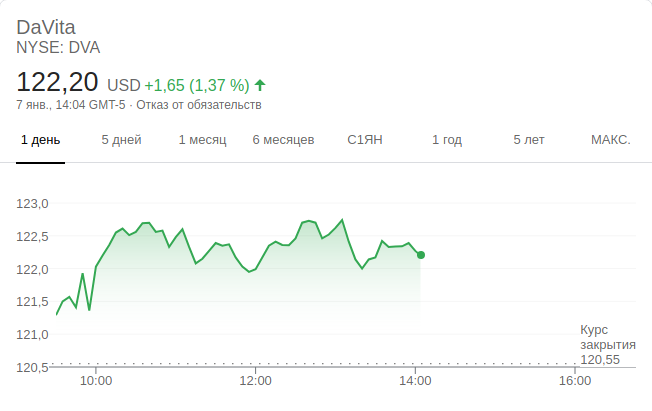 DaVita
NYSE: DVA
122,20 USD +1,65 (1,37 %)
7 янв., 14:04 GMT-5 · Отказ от обязательств
1 день 5 дней 1 месяц 6 месяцев С1ЯН 1 год 5 лет МАКС.
123,0
122,5
122,0
121,5
121,0
Курс
закрытия
120,55
120,5
10:00 12:00 14:00 16:00